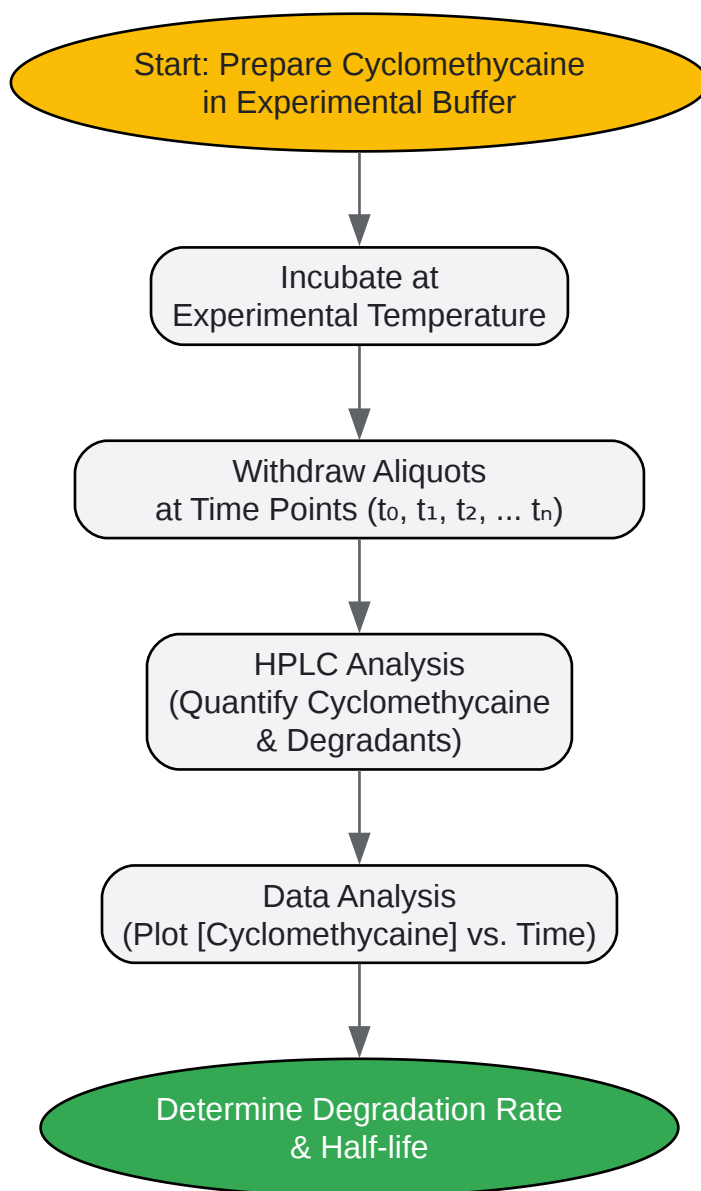 Start: Prepare Cyclomethycaine
in Experimental Buffer
Incubate at
Experimental Temperature
Withdraw Aliquots
at Time Points (t₀, t₁, t₂, ... tₙ)
HPLC Analysis
(Quantify Cyclomethycaine
& Degradants)
Data Analysis
(Plot [Cyclomethycaine] vs. Time)
Determine Degradation Rate
& Half-life